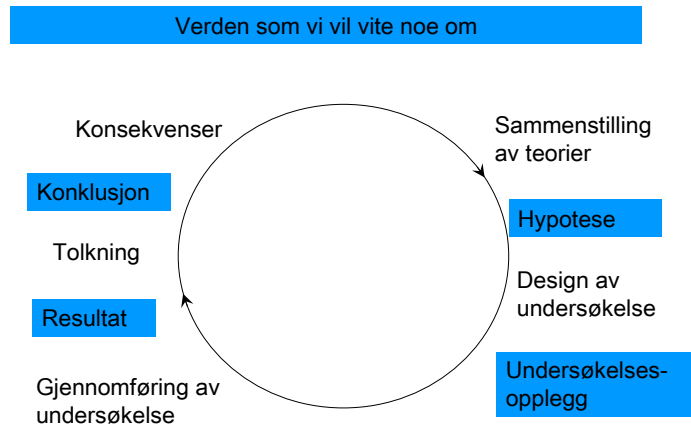 Verden som vi vil vite noe om
Sammenstilling
av teorier
Hypotese
Design av
undersøkelse
Undersøkelses-
opplegg
Gjennomføring av
undersøkelse
Resultat
Tolkning
Konklusjon
Konsekvenser